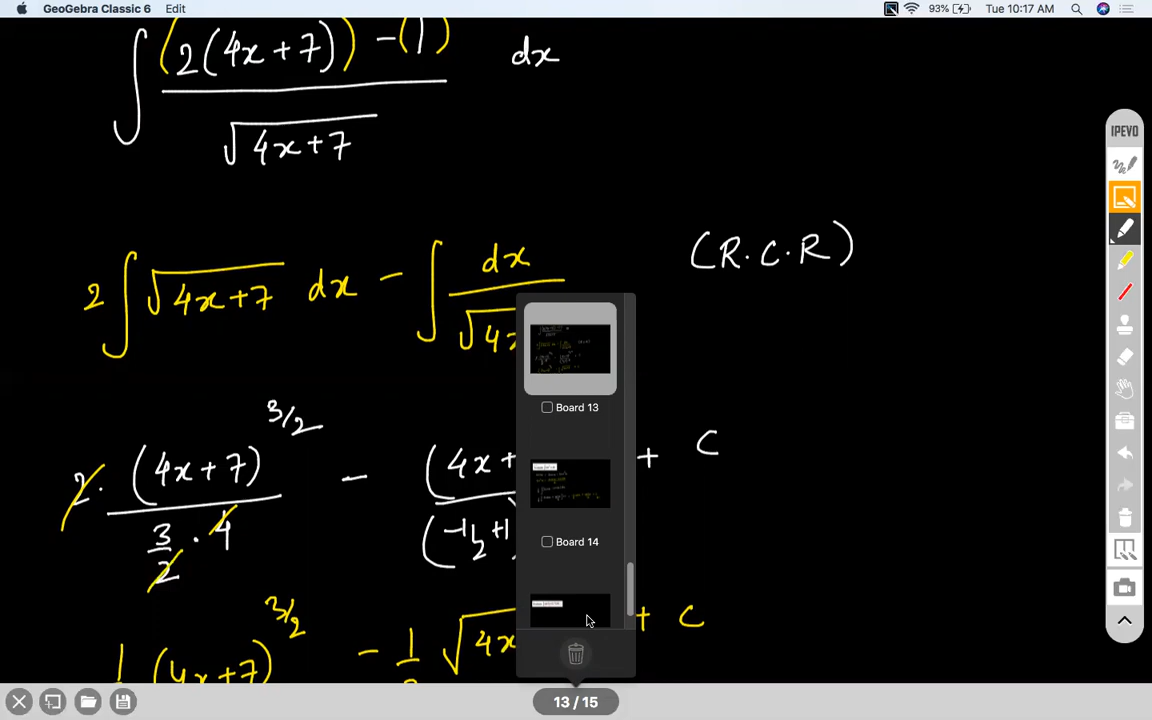 GeoGebra Classic 6 Edit 93% Tue 10:17 AM
∫ (2(4x+7)) - (1) / √4x+7 dx
IPEVO
(R.C.R)
2 ∫ √4x+7 dx - ∫ dx / √4x
Board 13
2. (4x+7)^3/2 / 3/2 . 4 - (4x+ / (-1/2 +1 + C
Board 14
(4x+7)^3/2 - 1 √4x + C
13 / 15